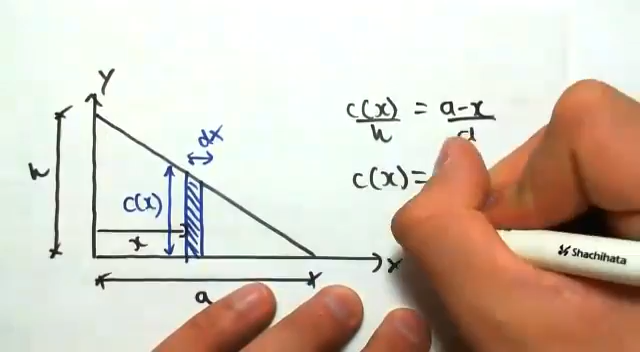 Y
dx
h
c(x)
x
x
a
c(x)/h = a-x/a
c(x)=
Shachihata